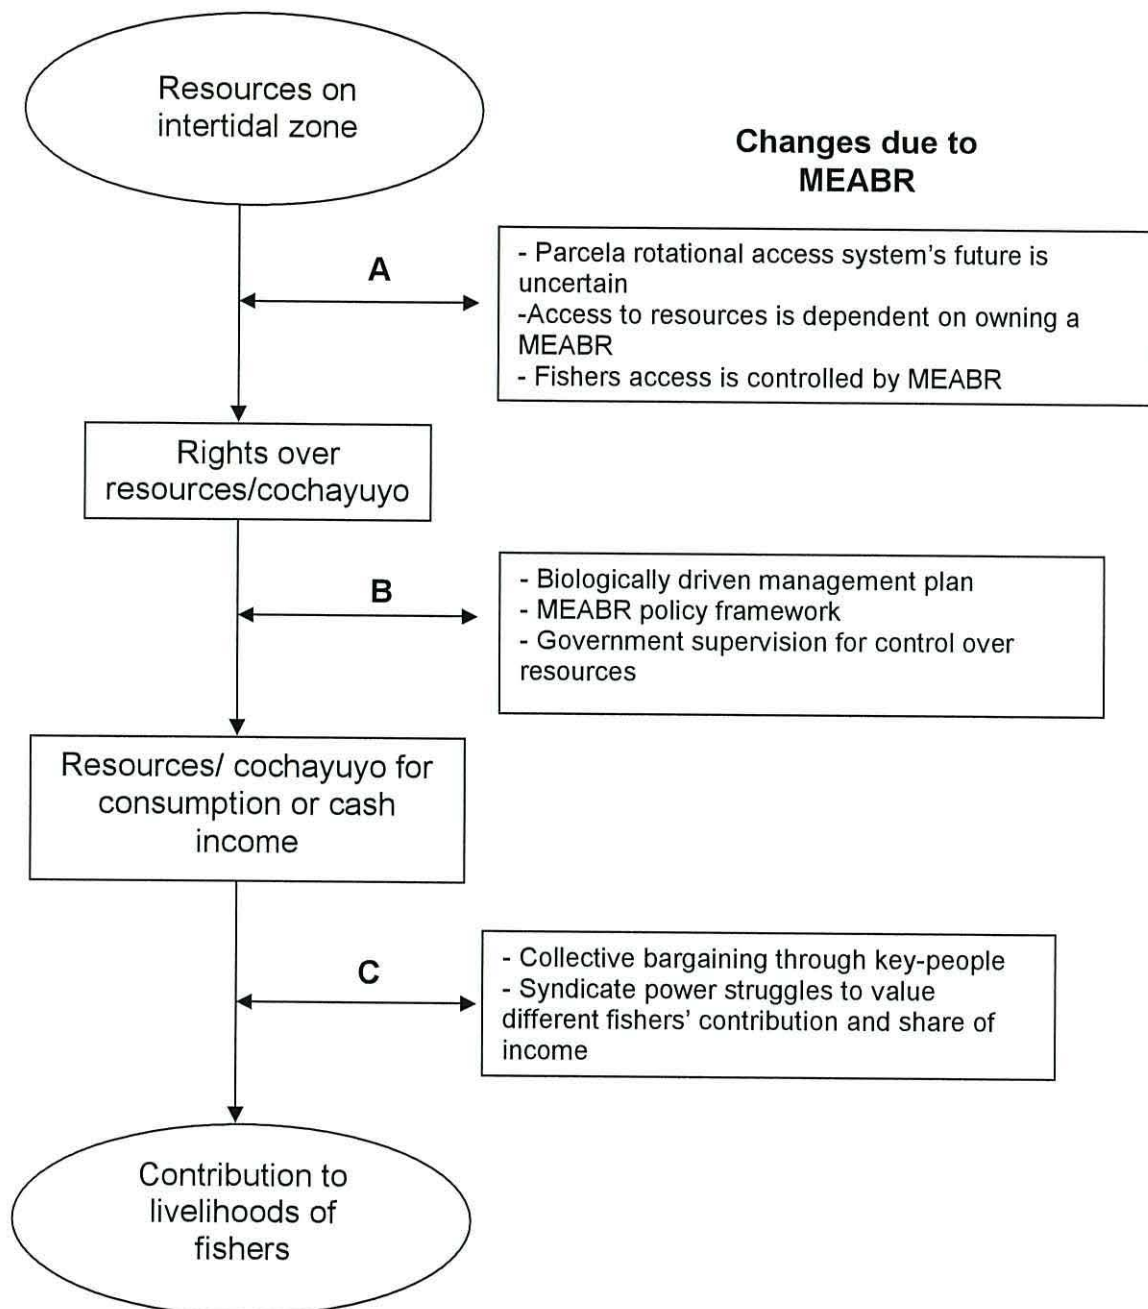 Resources on
intertidal zone
Changes due to
MEABR
A
- Parcela rotational access system's future is
uncertain
-Access to resources is dependent on owning a
MEABR
- Fishers access is controlled by MEABR
Rights over
resources/cochayuyo
B
- Biologically driven management plan
- MEABR policy framework
- Government supervision for control over
resources
Resources/ cochayuyo for
consumption or cash
income
C
- Collective bargaining through key-people
- Syndicate power struggles to value
different fishers' contribution and share of
income
Contribution to
livelihoods of
fishers